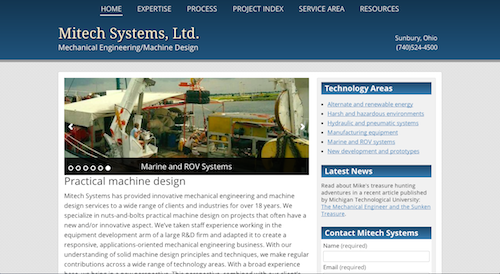 HOME EXPERTISE PROCESS PROJECT INDEX SERVICE AREA RESOURCES
Mitech Systems, Ltd.
Mechanical Engineering/Machine Design
Sunbury, Ohio
(740)524-4500
Marine and ROV Systems
Practical machine design
Mitech Systems has provided innovative mechanical engineering and machine
design services to a wide range of clients and industries for over 18 years. We
specialize in nuts-and-bolts practical machine design on projects that often have a
new and/or innovative aspect. We've taken staff experience working in the
equipment development arm of a large R&D firm and adapted it to create a
responsive, applications-oriented mechanical engineering business. With our
understanding of solid machine design principles and techniques, we make regular
contributions across a wide range of technology areas. With a broad experience
Technology Areas
Alternate and renewable energy
Harsh and hazardous environments
Hydraulic and pneumatic systems
Manufacturing equipment
Marine and ROV systems
New development and prototypes
Latest News
Read about Mike's treasure hunting
adventures in a recent article published
by Michigan Technological University:
The Mechanical Engineer and the Sunken
Treasure.
Contact Mitech Systems
Name (required)
Email (required)